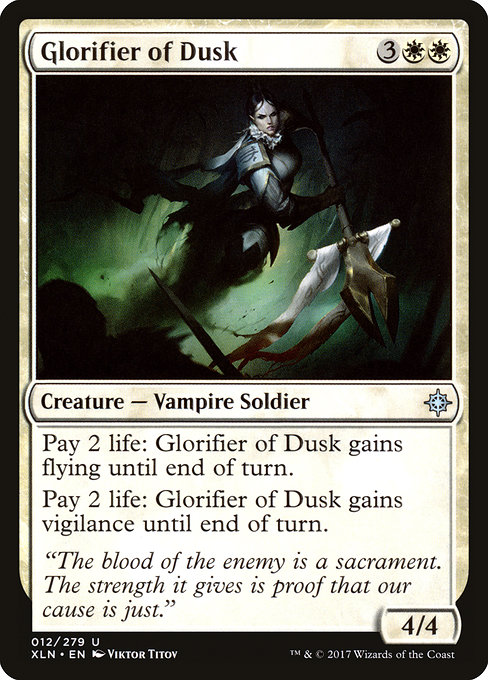 Glorifier of Dusk 3
Creature — Vampire Soldier
Pay 2 life: Glorifier of Dusk gains
flying until end of turn.
Pay 2 life: Glorifier of Dusk gains
vigilance until end of turn.
“The blood of the enemy is a sacrament.
The strength it gives is proof that our
cause is just.”
4/4
012/279 U
XLN • EN Viktor Titov
™ & © 2017 Wizards of the Coast